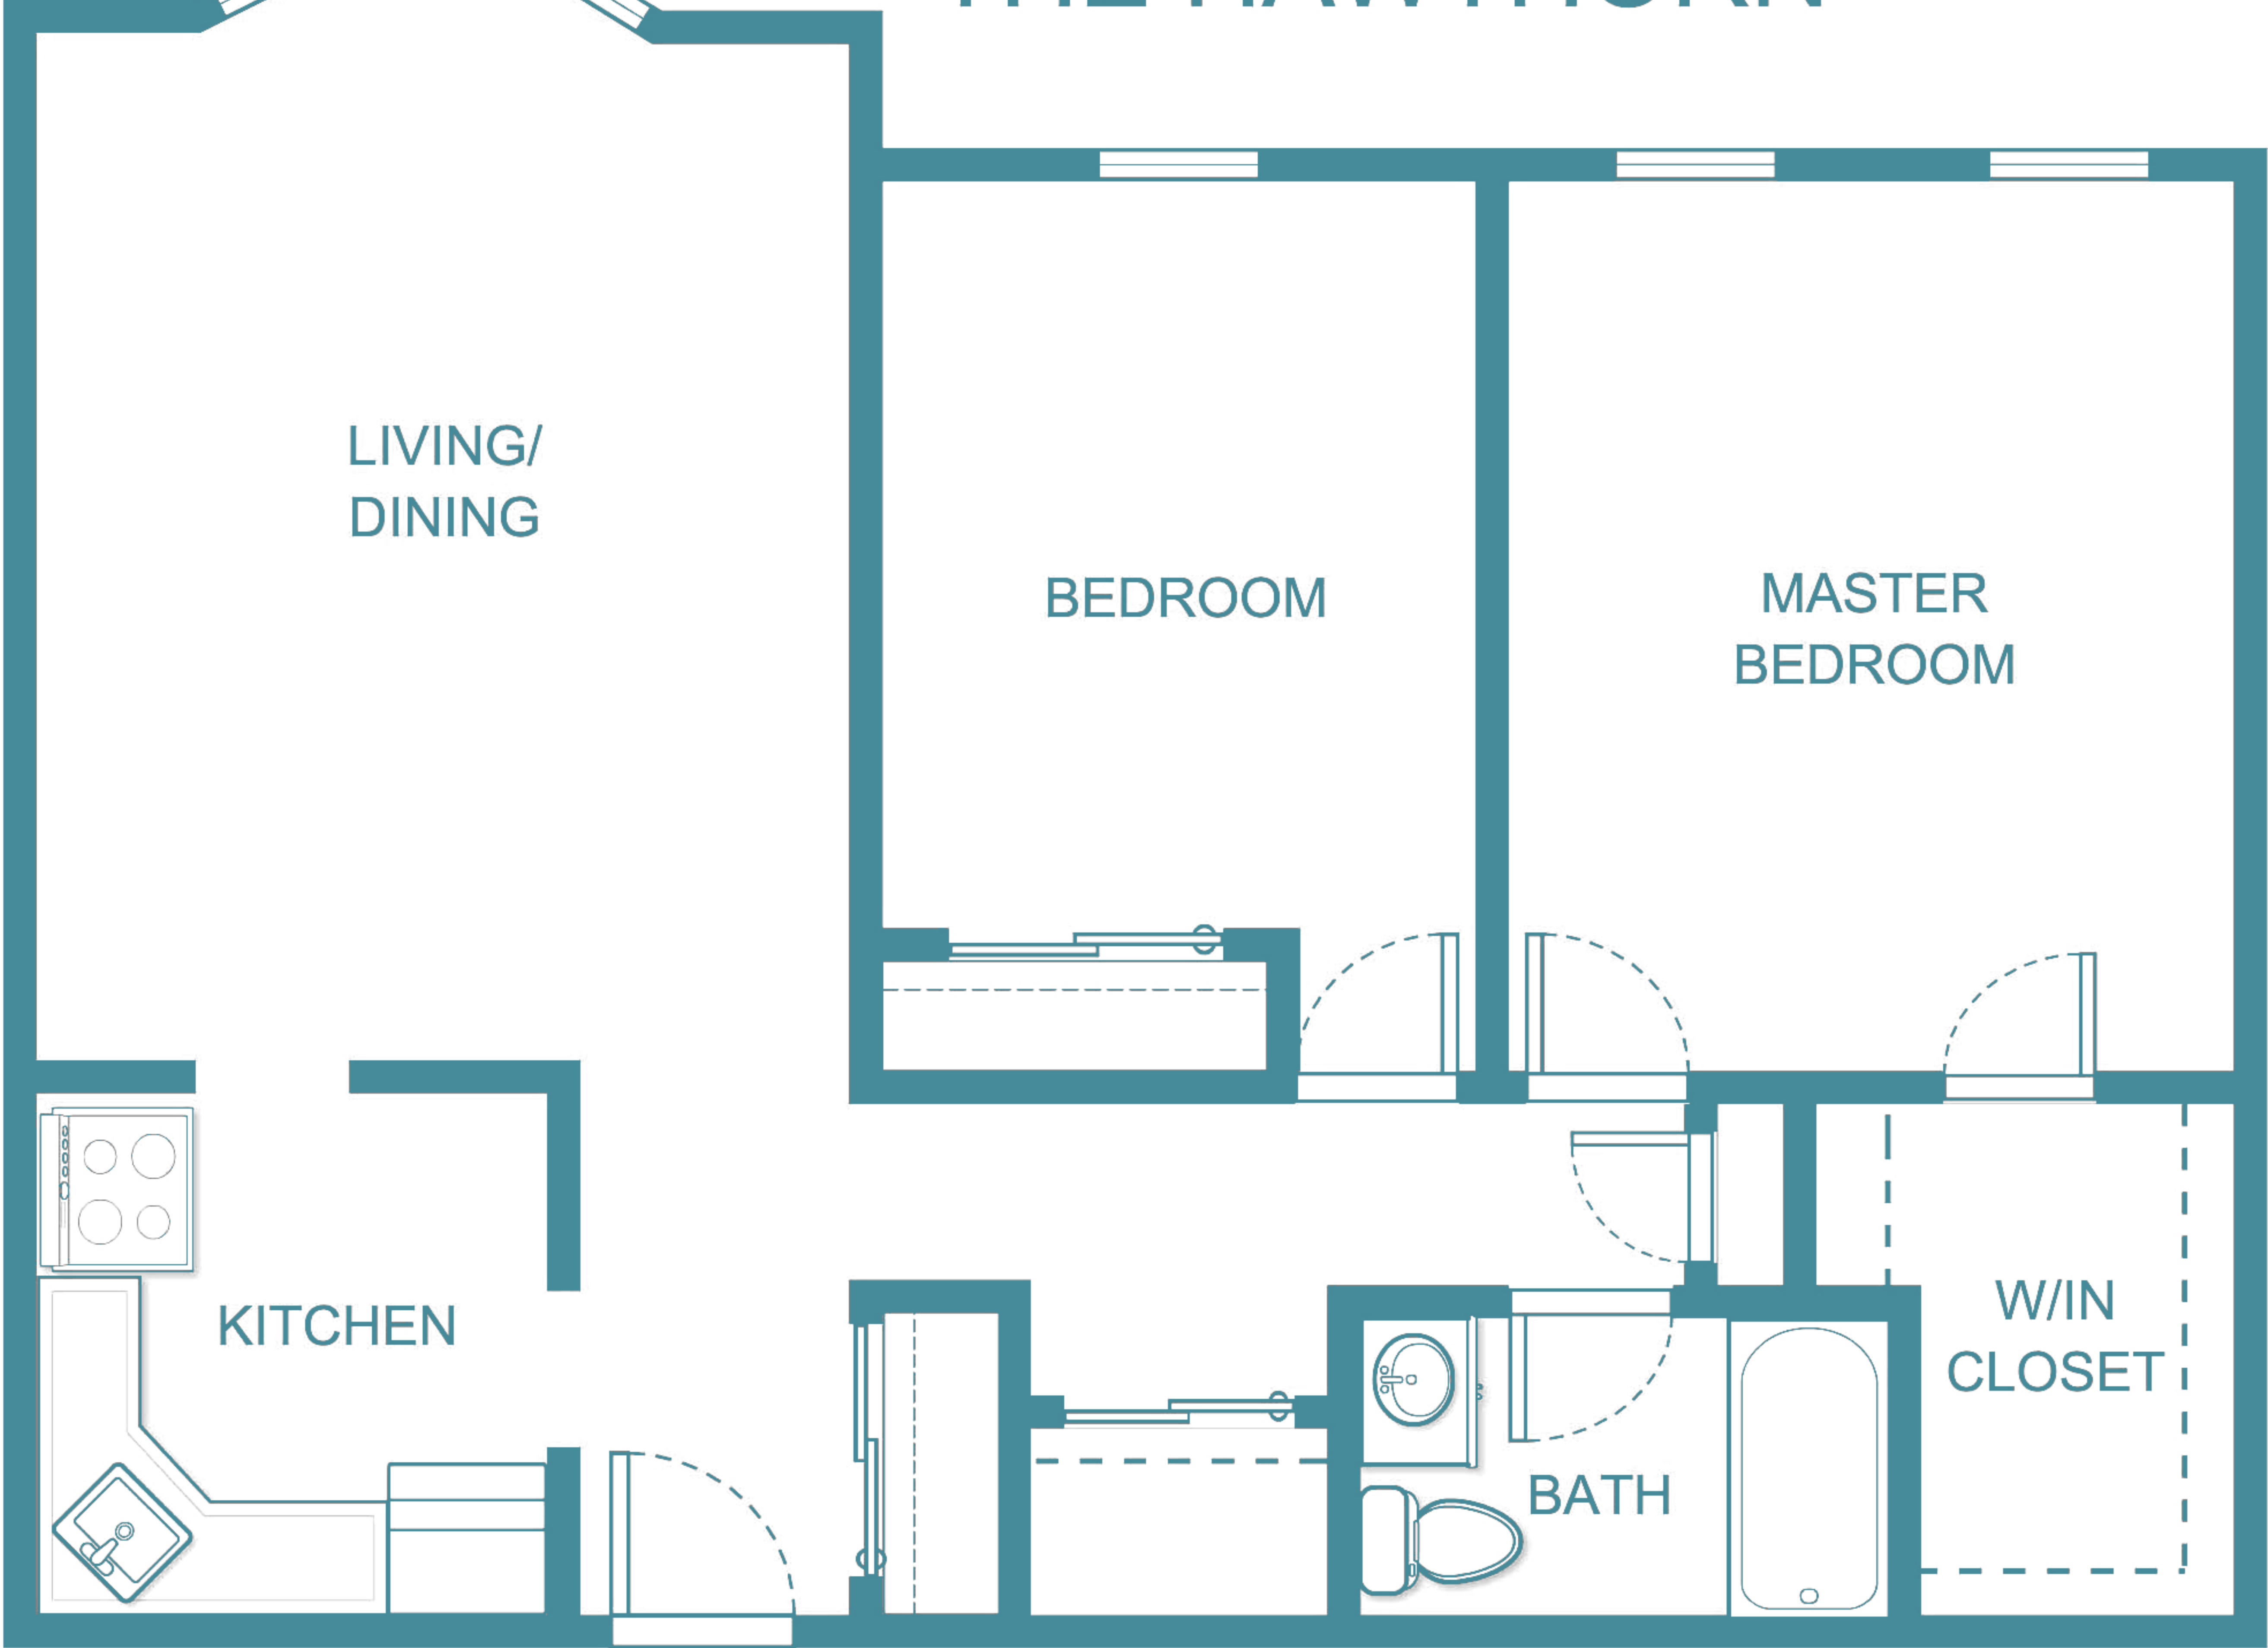 LIVING/
DINING
BEDROOM
MASTER
BEDROOM
KITCHEN
W/IN
CLOSET
BATH